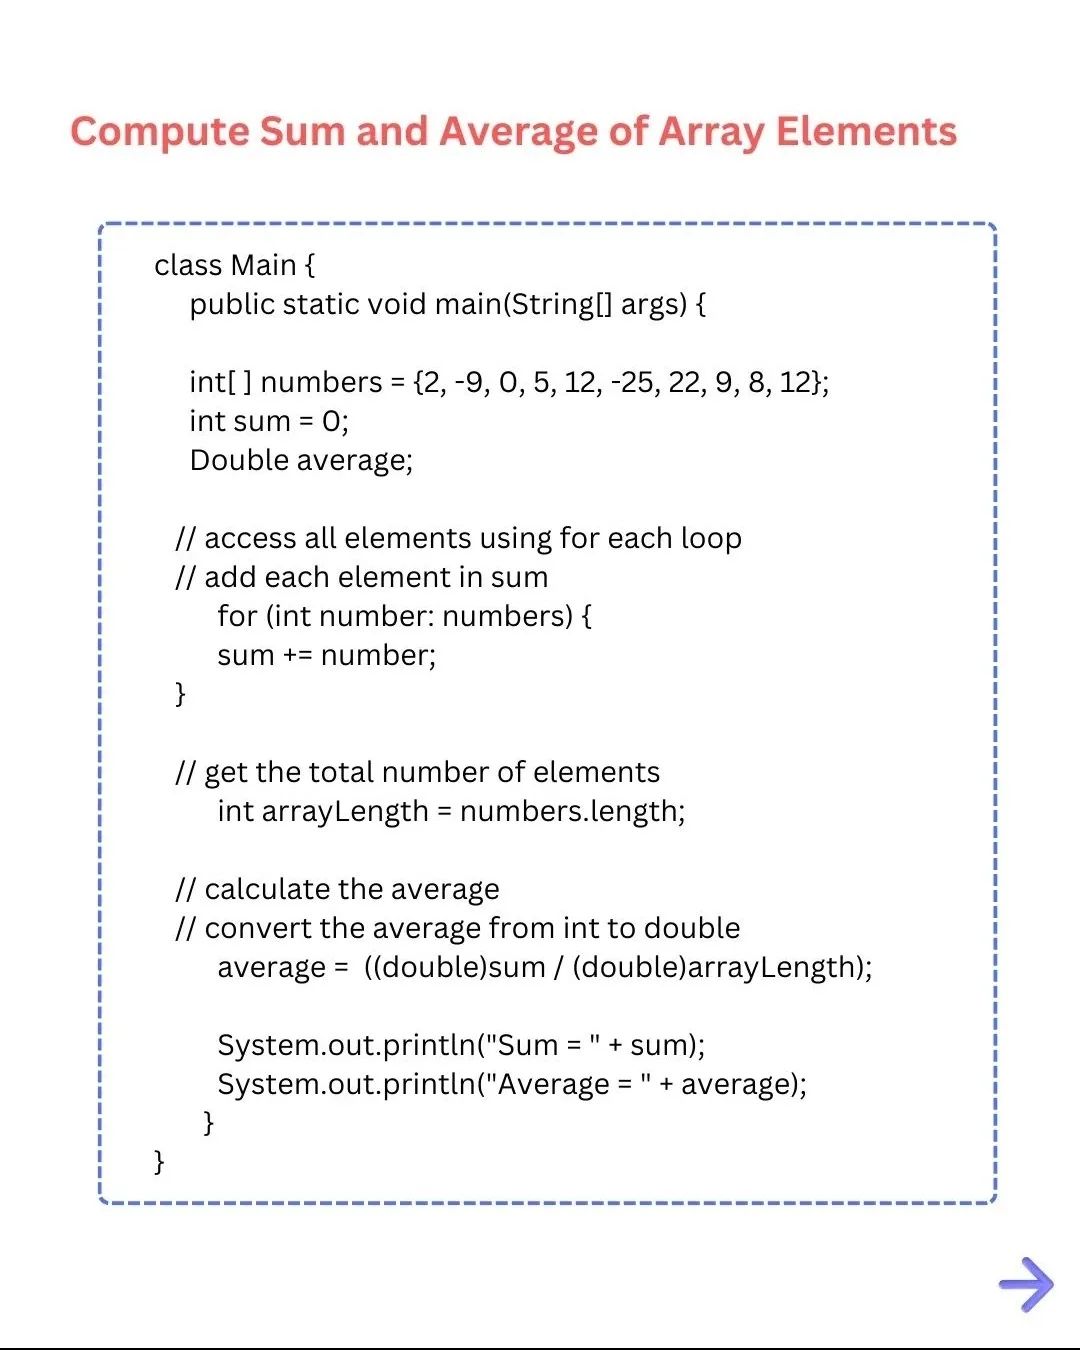 Compute Sum and Average of Array Elements
class Main {
public static void main(String[] args) {
int[ ] numbers = {2, -9, 0, 5, 12, -25, 22, 9, 8, 12};
int sum = 0;
Double average;
// access all elements using for each loop
// add each element in sum
for (int number: numbers) {
sum += number;
}
// get the total number of elements
int arrayLength = numbers.length;
// calculate the average
// convert the average from int to double
average =  ((double)sum / (double)arrayLength);
System.out.println("Sum = " + sum);
System.out.println("Average = " + average);
}
}